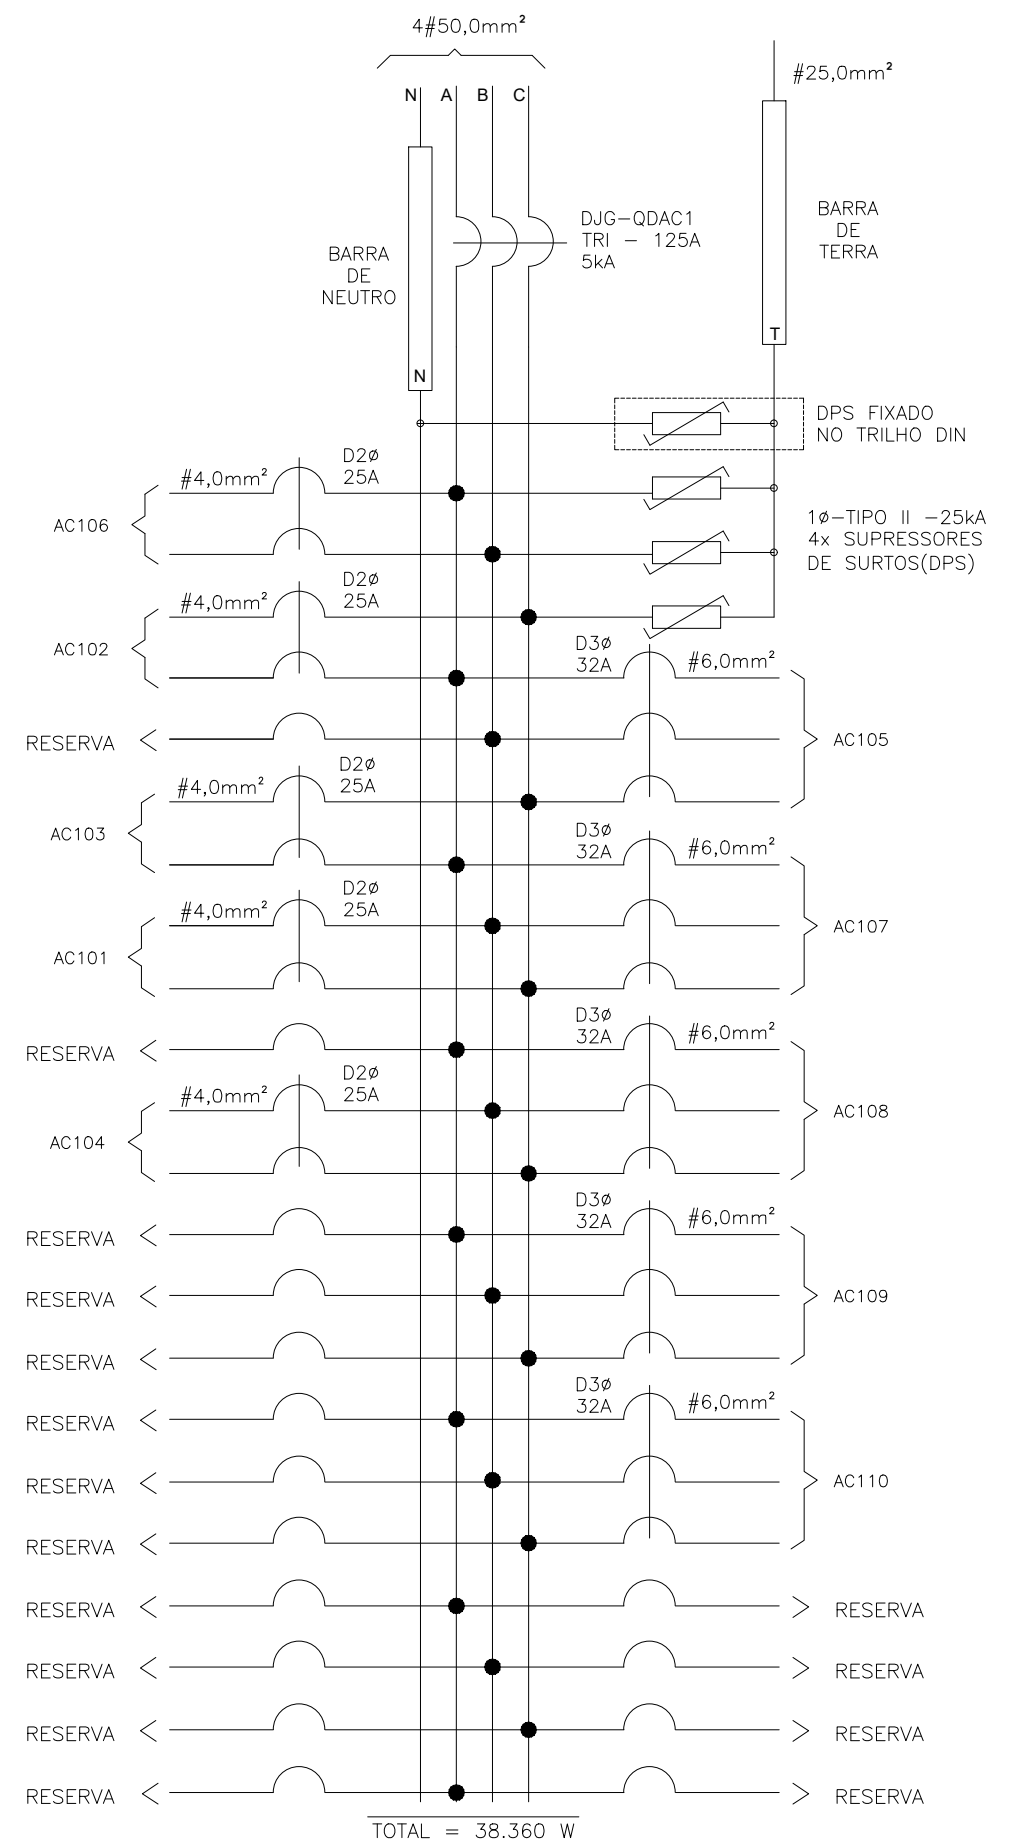 4#50,0mm²
#25,0mm²
N A B C
DJG-QDAC1
TRI - 125A
5kA
BARRA
DE
NEUTRO
BARRA
DE
TERRA
T
N
DPS FIXADO
NO TRILHO DIN
1ø-TIPO II -25kA
4x SUPRESSORES
DE SURTOS(DPS)
AC106
#4,0mm²
D2ø
25A
AC102
#4,0mm²
D2ø
25A
D3ø
32A
#6,0mm²
AC105
RESERVA
AC103
#4,0mm²
D2ø
25A
D3ø
32A
#6,0mm²
AC107
AC101
#4,0mm²
D2ø
25A
RESERVA
D3ø
32A
#6,0mm²
AC108
AC104
#4,0mm²
D2ø
25A
RESERVA
D3ø
32A
#6,0mm²
RESERVA
AC109
RESERVA
RESERVA
D3ø
32A
#6,0mm²
RESERVA
AC110
RESERVA
RESERVA
RESERVA
RESERVA
RESERVA
RESERVA
RESERVA
RESERVA
RESERVA
TOTAL = 38.360 W